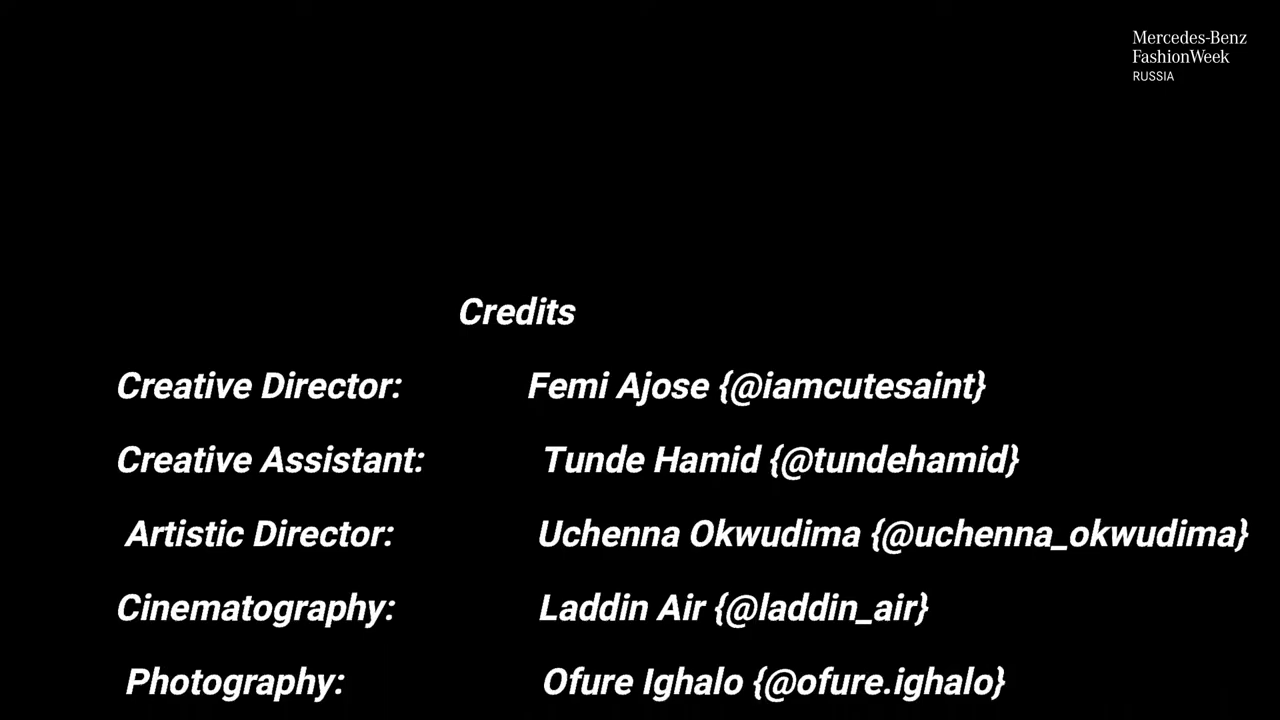 Mercedes-Benz
FashionWeek
RUSSIA
Credits
Creative Director: Femi Ajose {@iamcutesaint}
Creative Assistant: Tunde Hamid {@tundehamid}
Artistic Director: Uchenna Okwudima {@uchenna_okwudima}
Cinematography: Laddin Air {@laddin_air}
Photography: Ofure Ighalo {@ofure.ighalo}